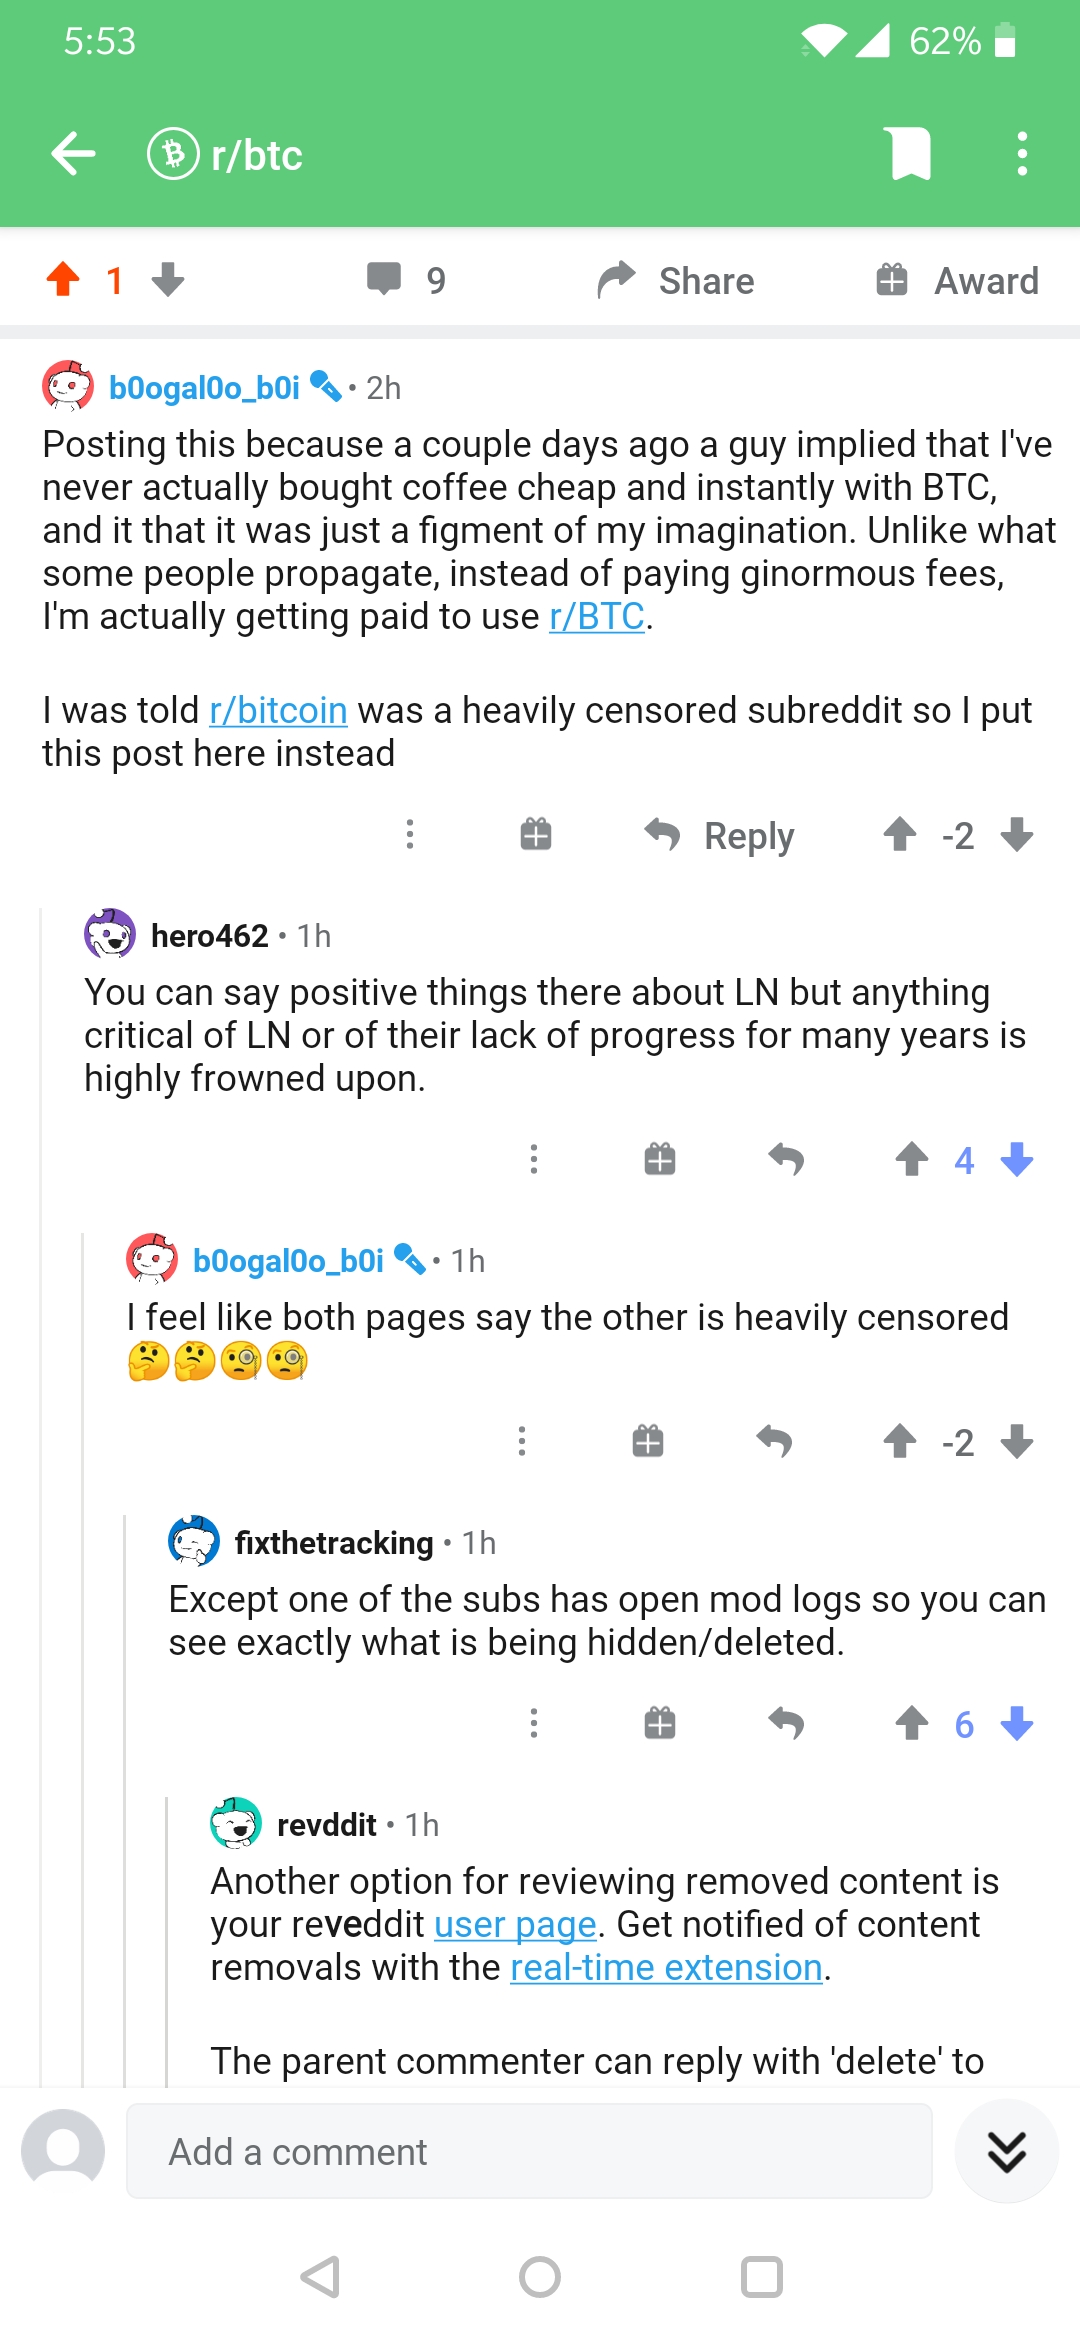 5:53
62%
r/btc
1
9
Share
Award
b0ogal0o_b0i • 2h
Posting this because a couple days ago a guy implied that I've
never actually bought coffee cheap and instantly with BTC,
and it that it was just a figment of my imagination. Unlike what
some people propagate, instead of paying ginormous fees,
I'm actually getting paid to use r/BTC.
I was told r/bitcoin was a heavily censored subreddit so I put
this post here instead
Reply
-2
hero462 • 1h
You can say positive things there about LN but anything
critical of LN or of their lack of progress for many years is
highly frowned upon.
4
b0ogal0o_b0i • 1h
I feel like both pages say the other is heavily censored
🤔🤔🧐🧐
-2
fixthetracking • 1h
Except one of the subs has open mod logs so you can
see exactly what is being hidden/deleted.
6
revddit • 1h
Another option for reviewing removed content is
your reveddit user page. Get notified of content
removals with the real-time extension.
The parent commenter can reply with 'delete' to
Add a comment